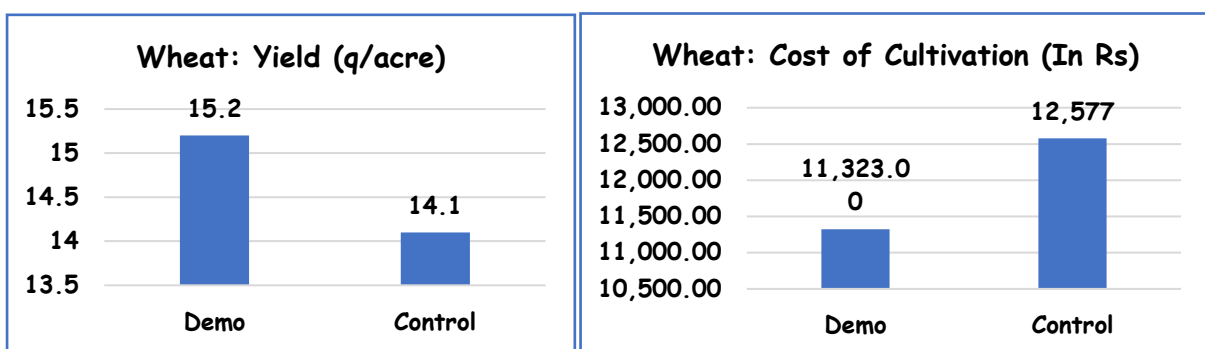 Wheat: Yield (q/acre)
15.5
15
14.5
14
13.5
15.2
14.1
Demo
Control
Wheat: Cost of Cultivation (In Rs)
13,000.00
12,500.00
12,000.00
11,500.00
11,000.00
10,500.00
11,323.0
0
12,577
Demo
Control